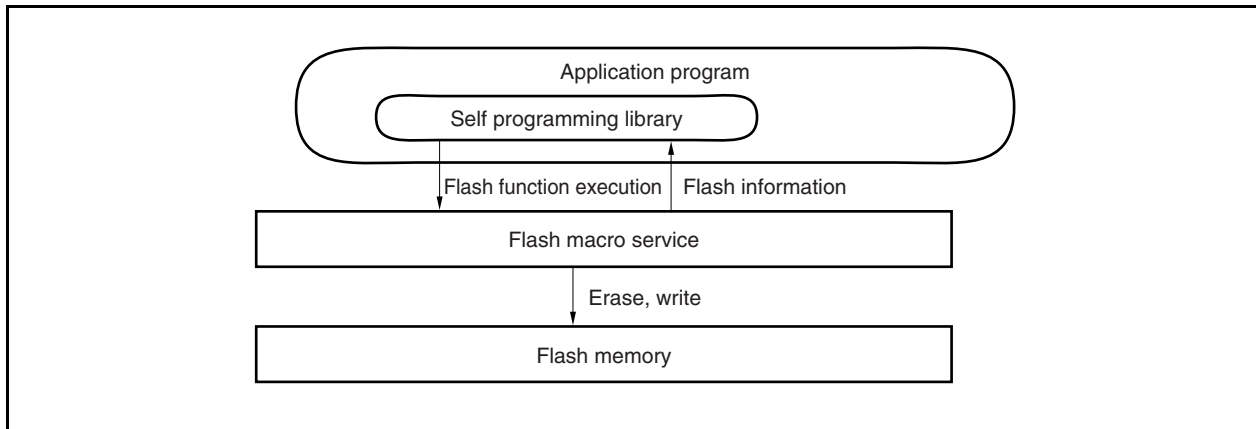 Application program
Self programming library
Flash function execution
Flash information
Flash macro service
Erase, write
Flash memory